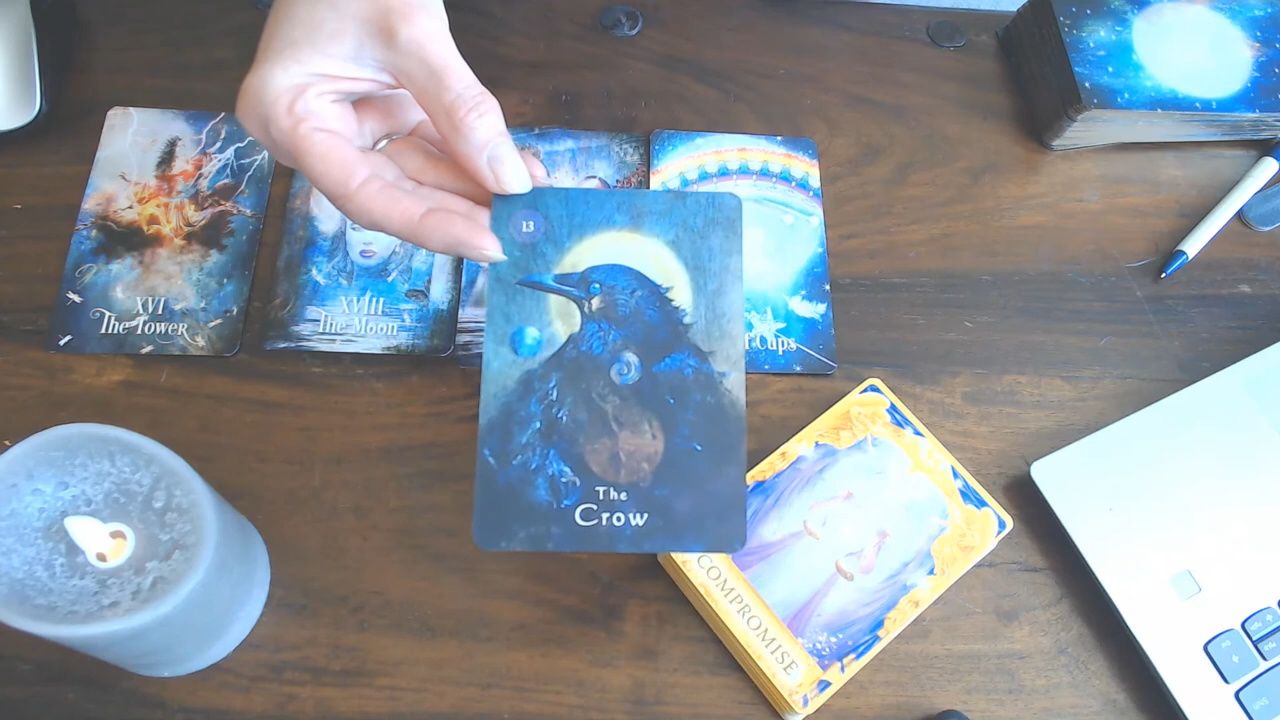 XVI
The Tower
XVIII
The Moon
13
The
Crow
Cups
COMPROMISE